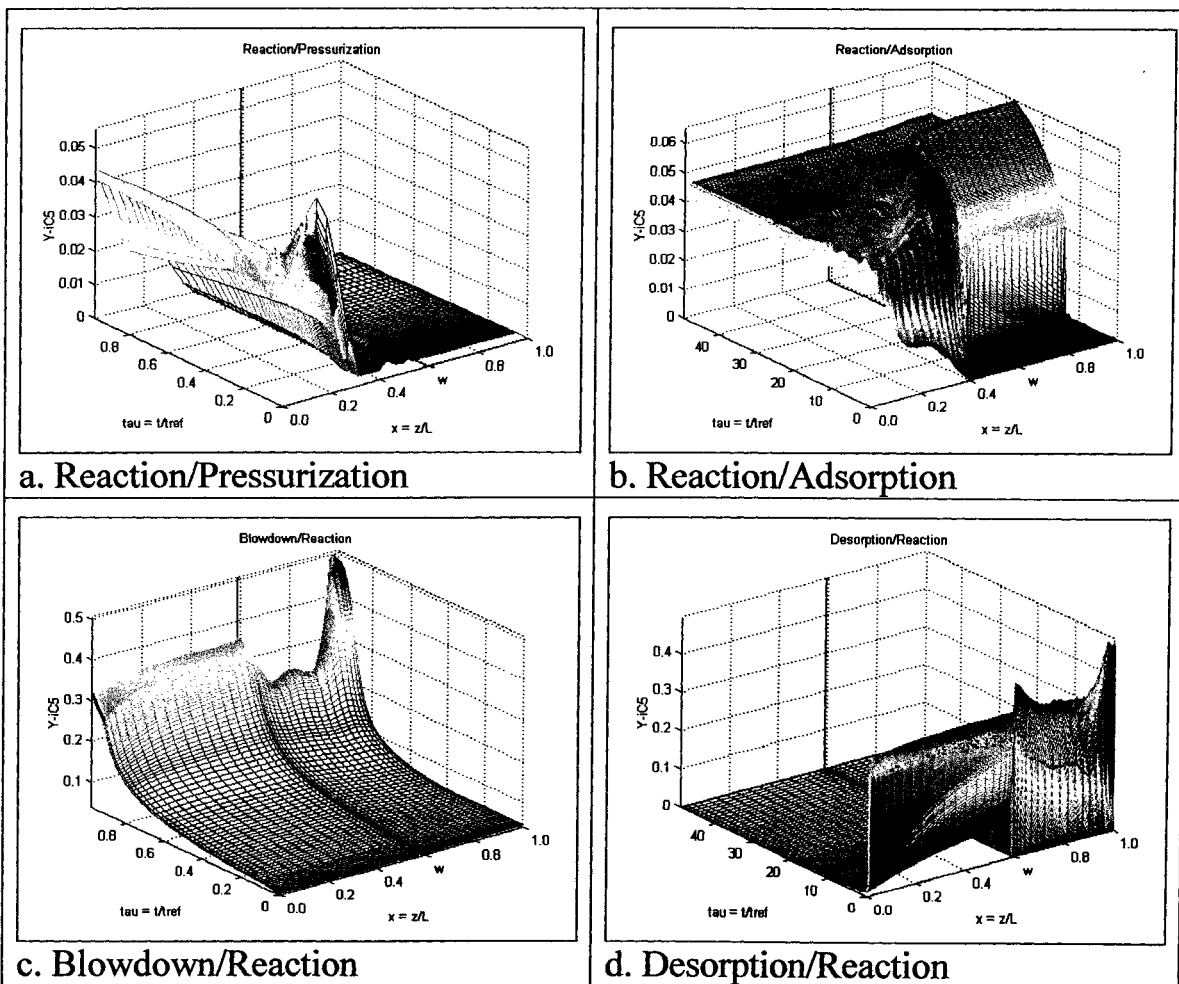 Reaction/Pressurization
0.05
0.04
0.03
0.02
0.01
0
Y-iC5
0.8
0.6
0.4
0.2
0
0.0
0.2
0.4
w
0.8
1.0
tau = t/tref
x = z/L
a. Reaction/Pressurization
Reaction/Adsorption
0.06
0.05
0.04
0.03
0.02
0.01
0
Y-iC5
40
30
20
10
0
0.0
0.2
0.4
w
0.8
1.0
tau = t/tref
x = z/L
b. Reaction/Adsorption
Blowdown/Reaction
0.5
0.4
0.3
0.2
0.1
Y-iC5
0.8
0.6
0.4
0.2
0
0.0
0.2
0.4
w
0.8
1.0
tau = t/tref
x = z/L
c. Blowdown/Reaction
Desorption/Reaction
0.4
0.3
0.2
0.1
0
Y-iC5
40
30
20
10
0
0.0
0.2
0.4
w
0.8
1.0
tau = t/tref
x = z/L
d. Desorption/Reaction